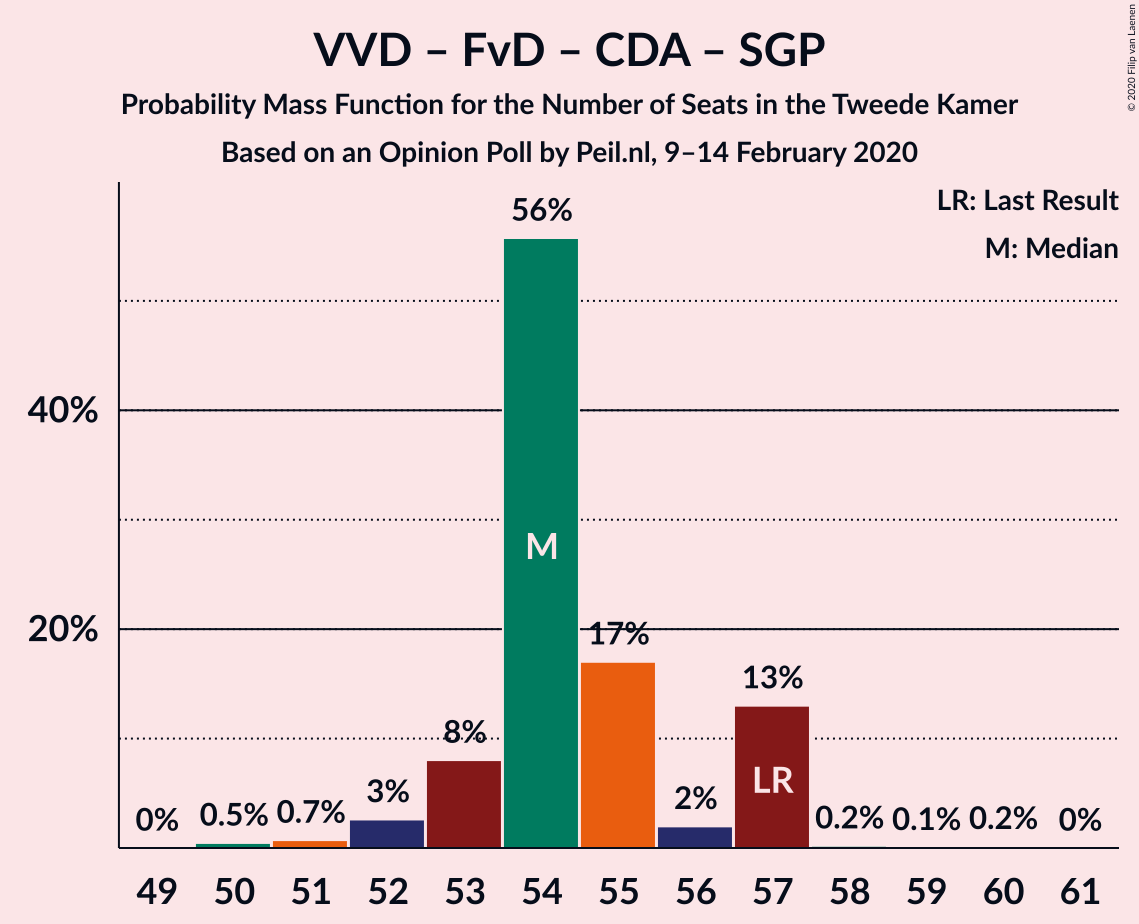 VVD – FvD – CDA – SGP
Probability Mass Function for the Number of Seats in the Tweede Kamer
Based on an Opinion Poll by Peil.nl, 9–14 February 2020
© 2020 Filip van Laenen
LR: Last Result
M: Median
56%
40%
M
20%
17%
13%
8%
LR
3%
2%
0% 0.5% 0.7% 0.2% 0.1% 0.2% 0%
49 50 51 52 53 54 55 56 57 58 59 60 61